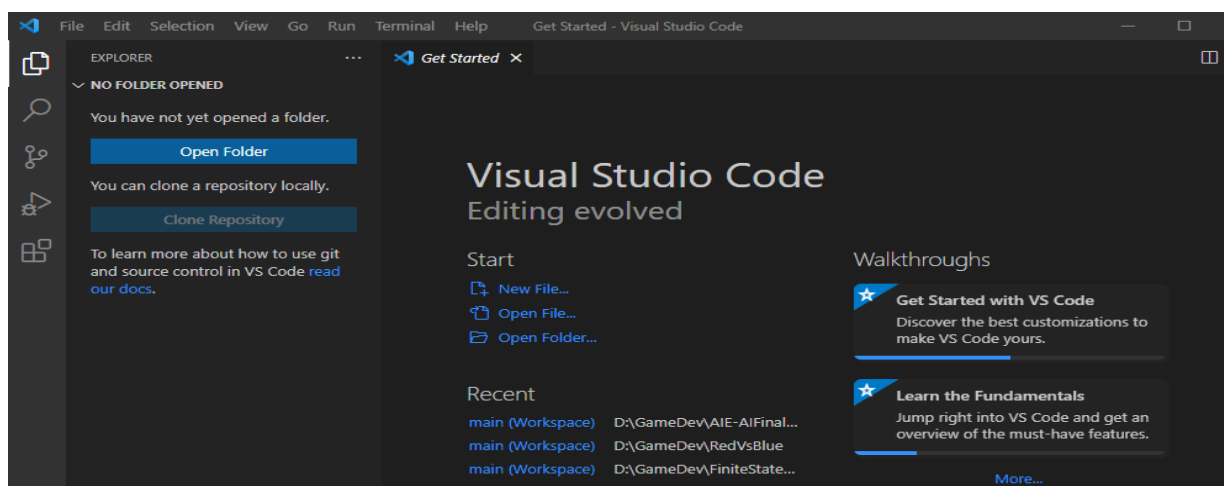 File Edit Selection View Go Run Terminal Help Get Started - Visual Studio Code
EXPLORER
NO FOLDER OPENED
You have not yet opened a folder.
Open Folder
You can clone a repository locally.
Clone Repository
To learn more about how to use git
and source control in VS Code read
our docs.
Get Started
Visual Studio Code
Editing evolved
Start
New File...
Open File...
Open Folder...
Recent
main (Workspace) D:\GameDev\AIE-AIFinal...
main (Workspace) D:\GameDev\RedVsBlue
main (Workspace) D:\GameDev\FiniteState...
Walkthroughs
Get Started with VS Code
Discover the best customizations to
make VS Code yours.
Learn the Fundamentals
Jump right into VS Code and get an
overview of the must-have features.
More...